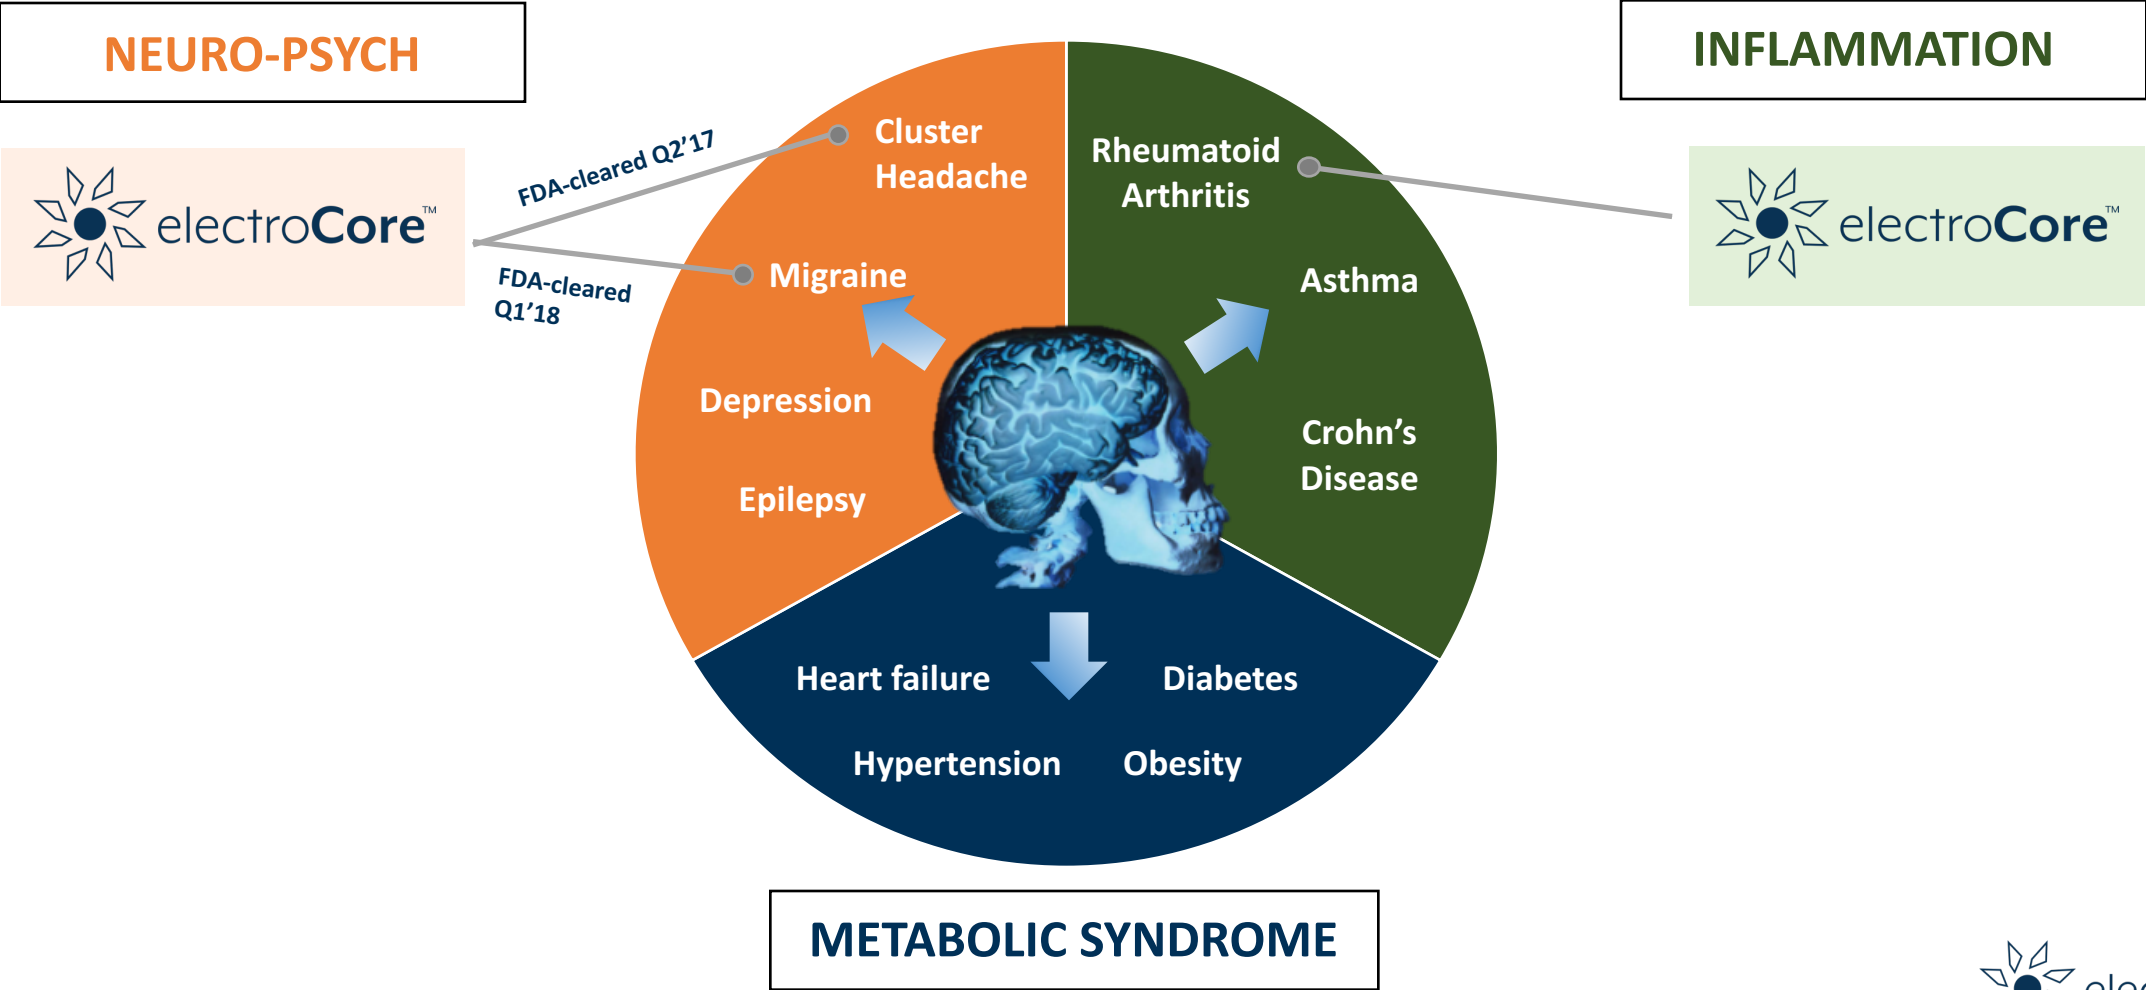 NEURO-PSYCH
INFLAMMATION
electroCore™
FDA-cleared Q2’17
FDA-cleared
Q1’18
Cluster
Headache
Migraine
Depression
Epilepsy
Rheumatoid
Arthritis
Asthma
Crohn’s
Disease
electroCore™
Heart failure
Diabetes
Hypertension
Obesity
METABOLIC SYNDROME